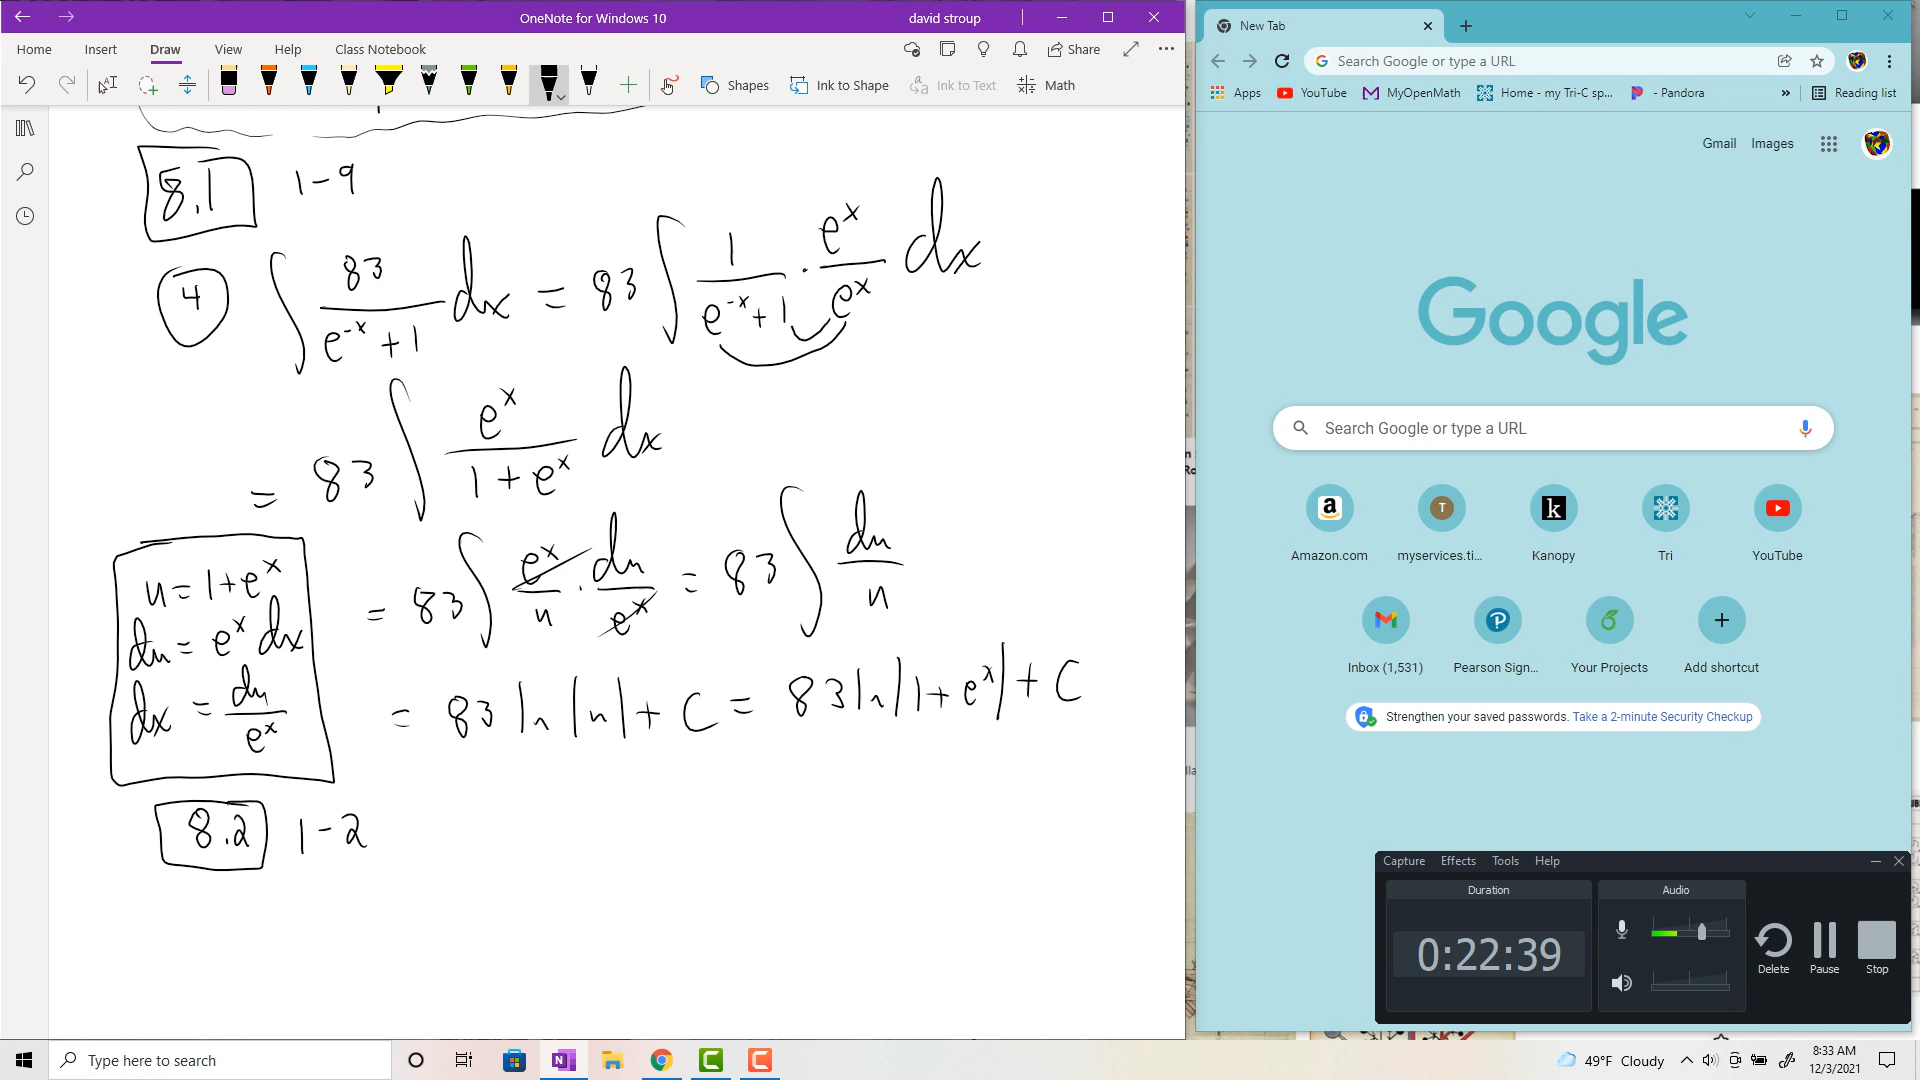 OneNote for Windows 10
david stroup
Home Insert Draw View Help Class Notebook
Share
Shapes Ink to Shape Ink to Text Math
8.1 1-9
4 ∫ 83/(e^-x + 1) dx = 83 ∫ 1/(e^-x + 1) · e^x/e^x dx
= 83 ∫ e^x/(1 + e^x) dx
u = 1 + e^x
du = e^x dx
dx = du/e^x
= 83 ∫ e^x/u · du/e^x = 83 ∫ du/u
= 83 ln|u| + C = 83 ln|1 + e^x| + C
8.2 1-2
New Tab
Search Google or type a URL
Apps YouTube MyOpenMath Home - my Tri-C sp... - Pandora » Reading list
Gmail Images
Google
Search Google or type a URL
Amazon.com myservices.ti... Kanopy Tri YouTube
Inbox (1,531) Pearson Sign... Your Projects Add shortcut
Strengthen your saved passwords. Take a 2-minute Security Checkup
Capture Effects Tools Help
Duration Audio
0:22:39
Delete Pause Stop
Type here to search
49°F Cloudy
8:33 AM
12/3/2021